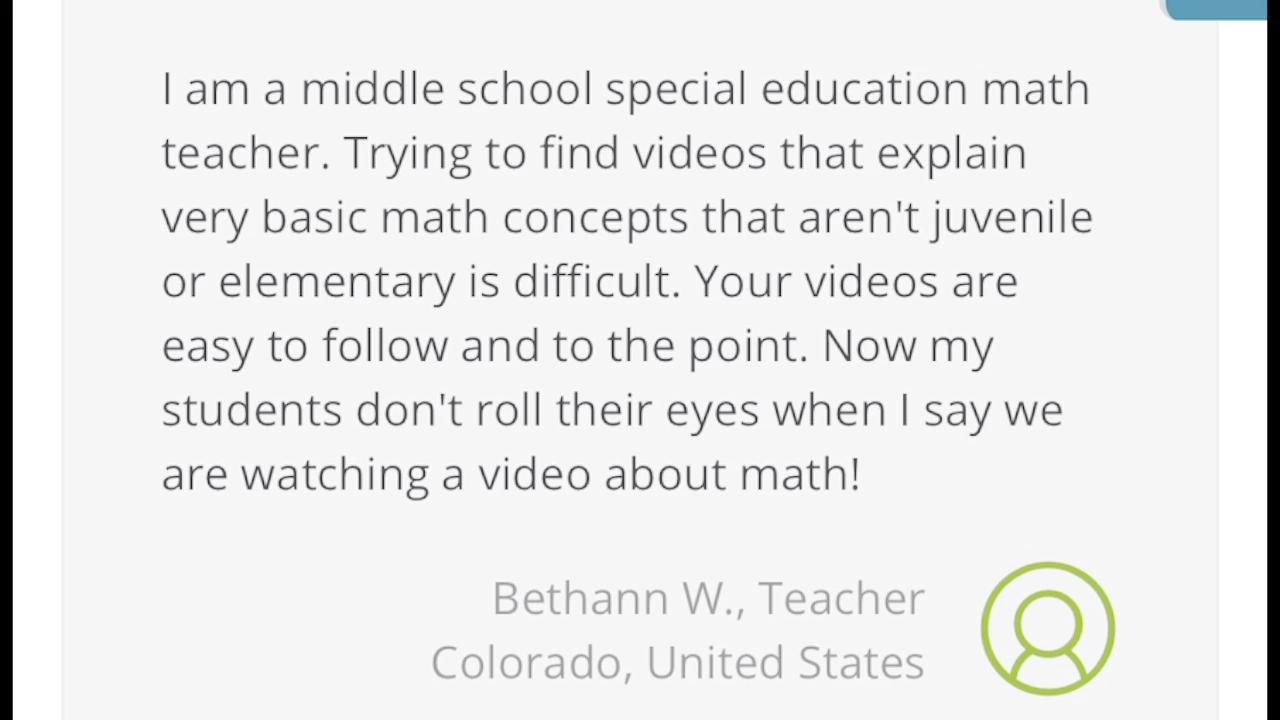 I am a middle school special education math
teacher. Trying to find videos that explain
very basic math concepts that aren't juvenile
or elementary is difficult. Your videos are
easy to follow and to the point. Now my
students don't roll their eyes when I say we
are watching a video about math!
Bethann W., Teacher
Colorado, United States